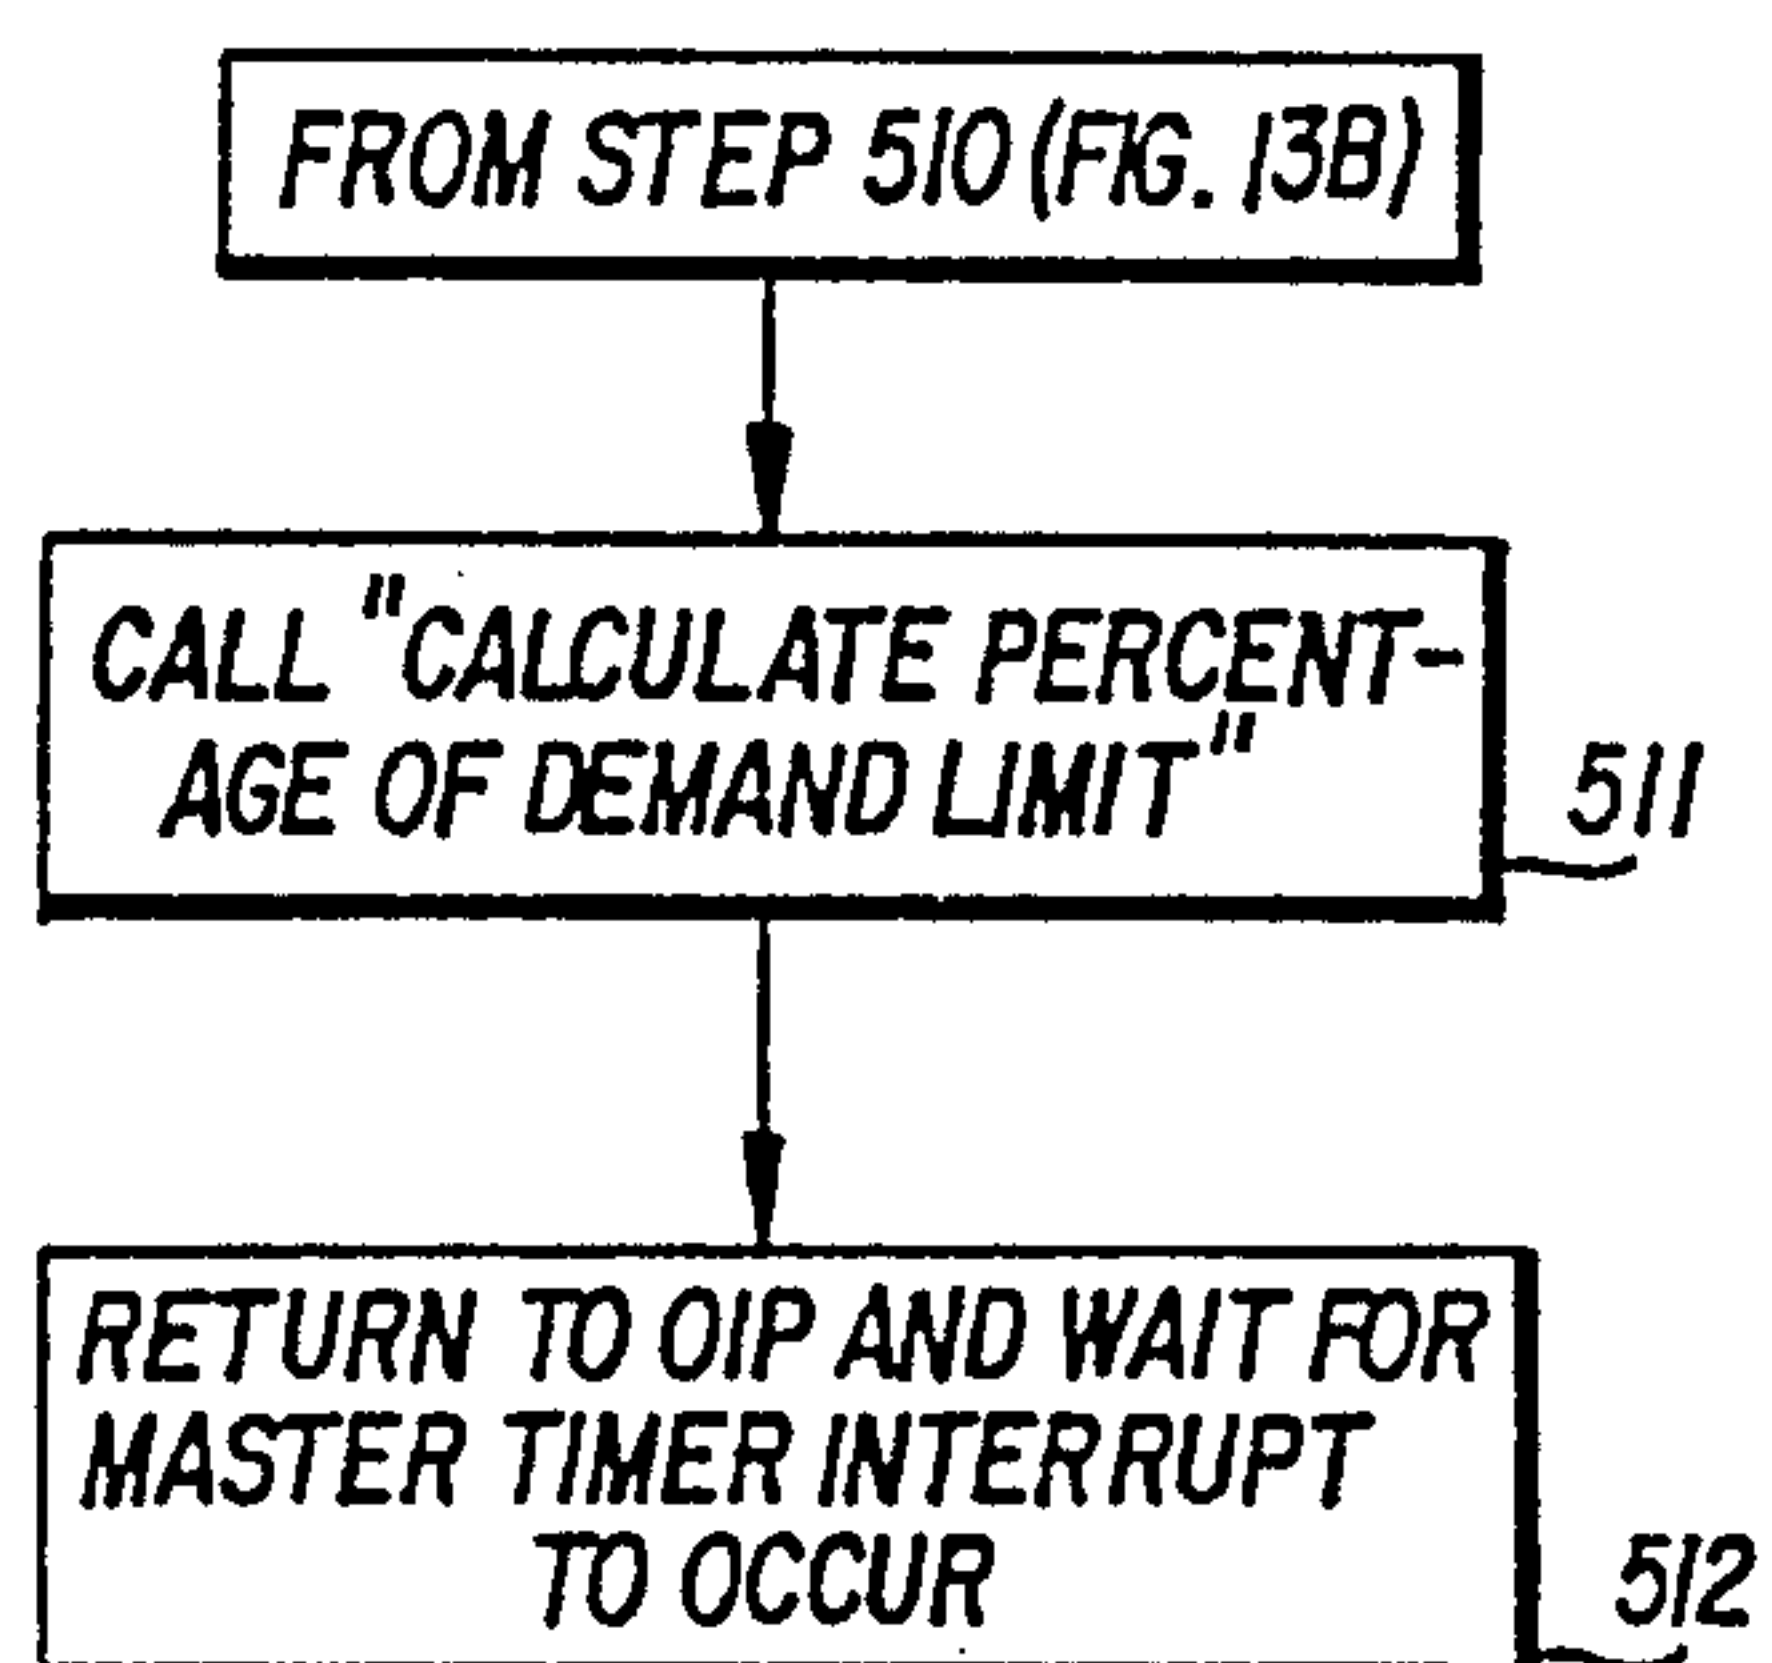 FROM STEP 510 (FIG. 13B)
CALL "CALCULATE PERCENT-
AGE OF DEMAND LIMIT"
511
RETURN TO OIP AND WAIT FOR
MASTER TIMER INTERRUPT
TO OCCUR
512